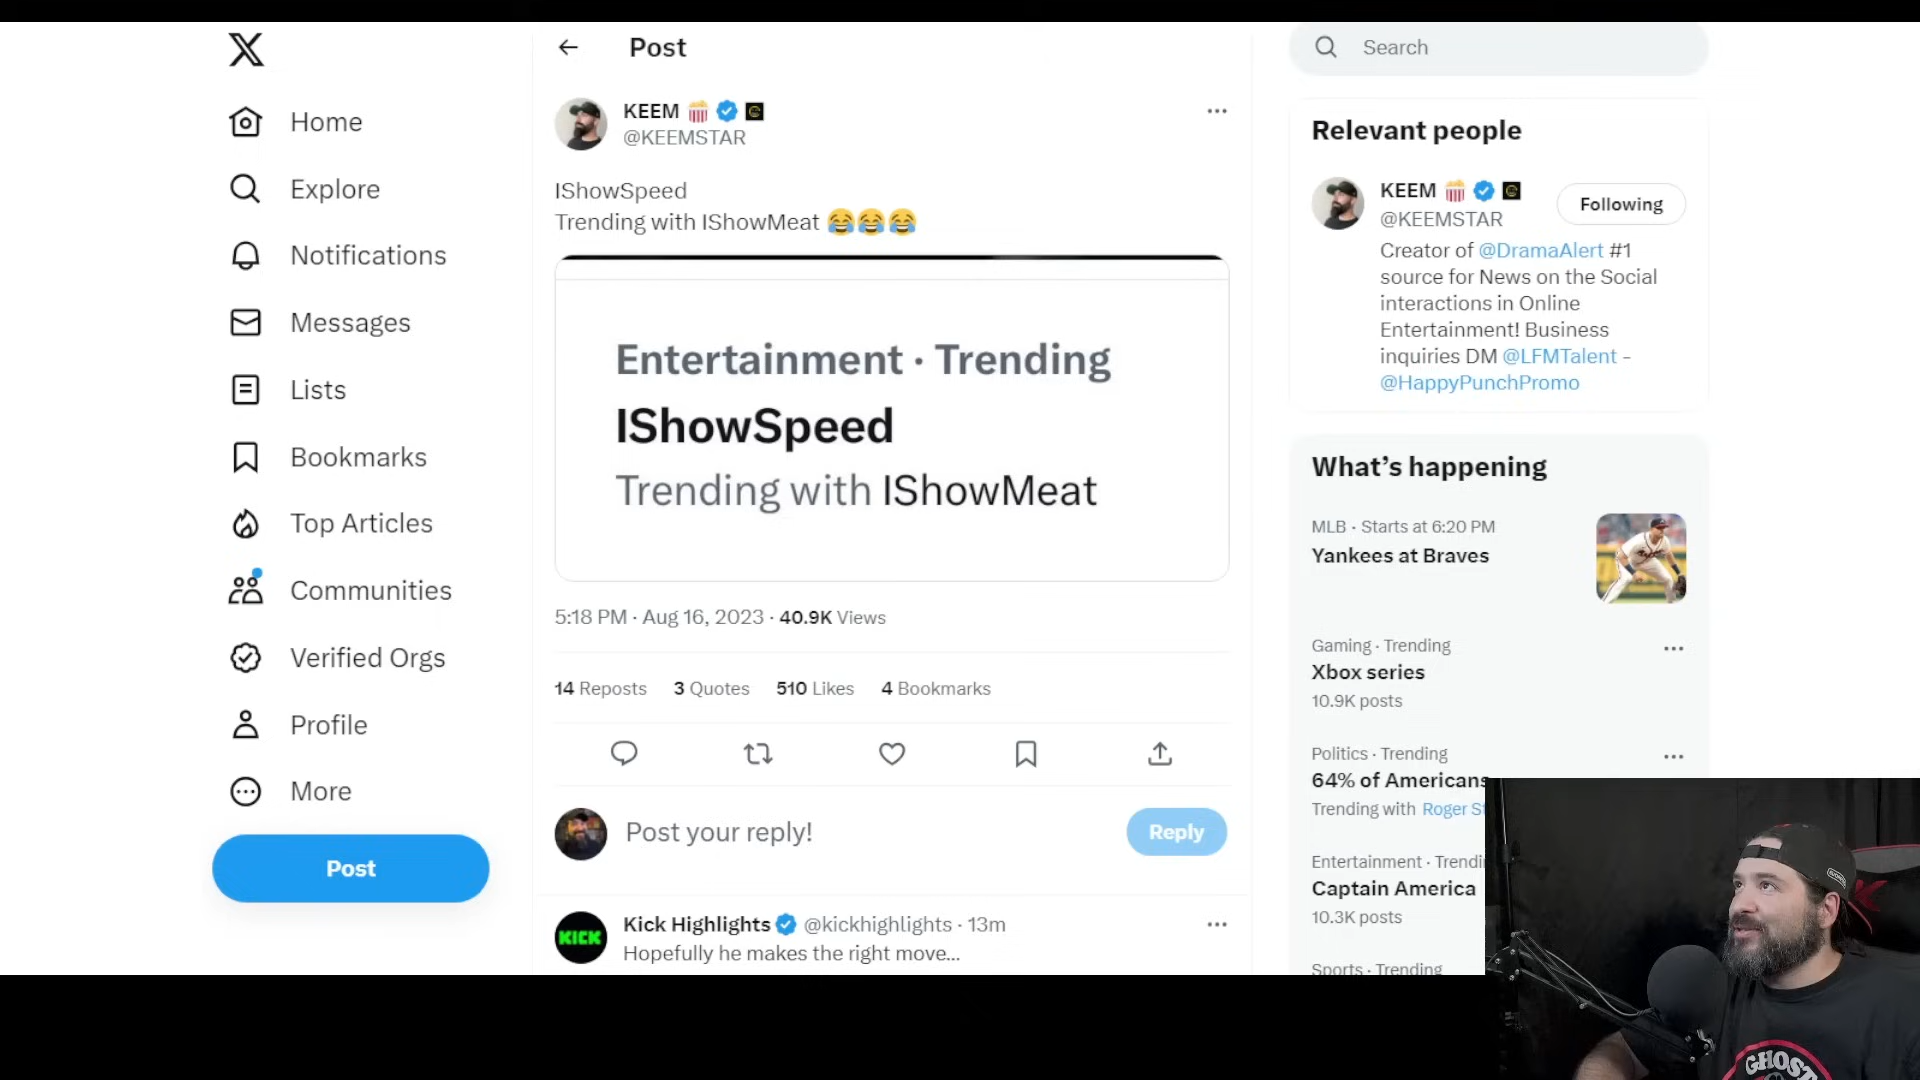 Home
Explore
Notifications
Messages
Lists
Bookmarks
Top Articles
Communities
Verified Orgs
Profile
More
Post
Post
KEEM
@KEEMSTAR
IShowSpeed
Trending with IShowMeat 😂😂😂
Entertainment · Trending
IShowSpeed
Trending with IShowMeat
5:18 PM · Aug 16, 2023 · 40.9K Views
14 Reposts 3 Quotes 510 Likes 4 Bookmarks
Post your reply!
Reply
KICK
Kick Highlights @kickhighlights · 13m
Hopefully he makes the right move...
Search
Relevant people
KEEM
@KEEMSTAR
Following
Creator of @DramaAlert #1
source for News on the Social
interactions in Online
Entertainment! Business
inquiries DM @LFMTalent -
@HappyPunchPromo
What's happening
MLB · Starts at 6:20 PM
Yankees at Braves
Gaming · Trending
Xbox series
10.9K posts
Politics · Trending
64% of Americans
Trending with Roger
Entertainment ·
Captain America
10.3K posts
Sports · Trending
GHOST